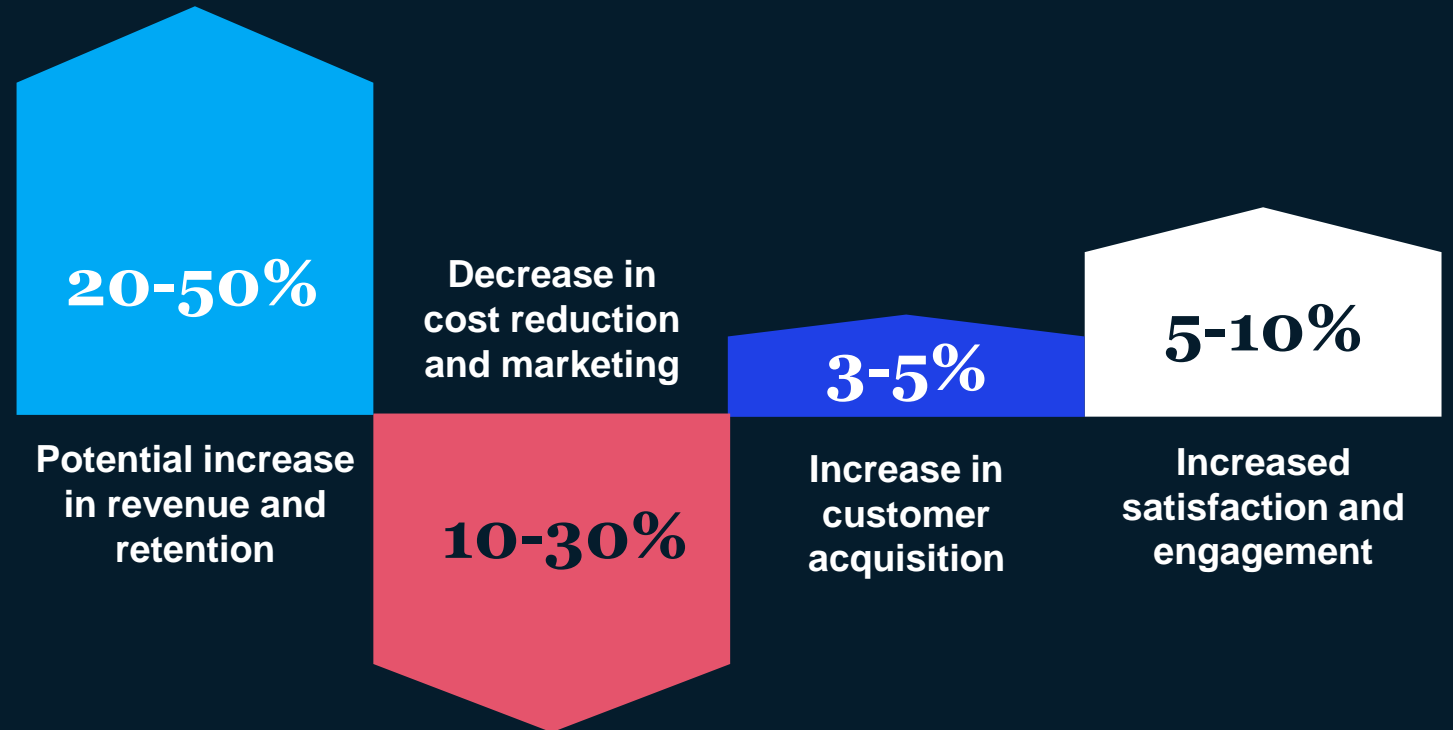 20-50%
Potential increase
in revenue and
retention
Decrease in
cost reduction
and marketing
10-30%
3-5%
Increase in
customer
acquisition
5-10%
Increased
satisfaction and
engagement